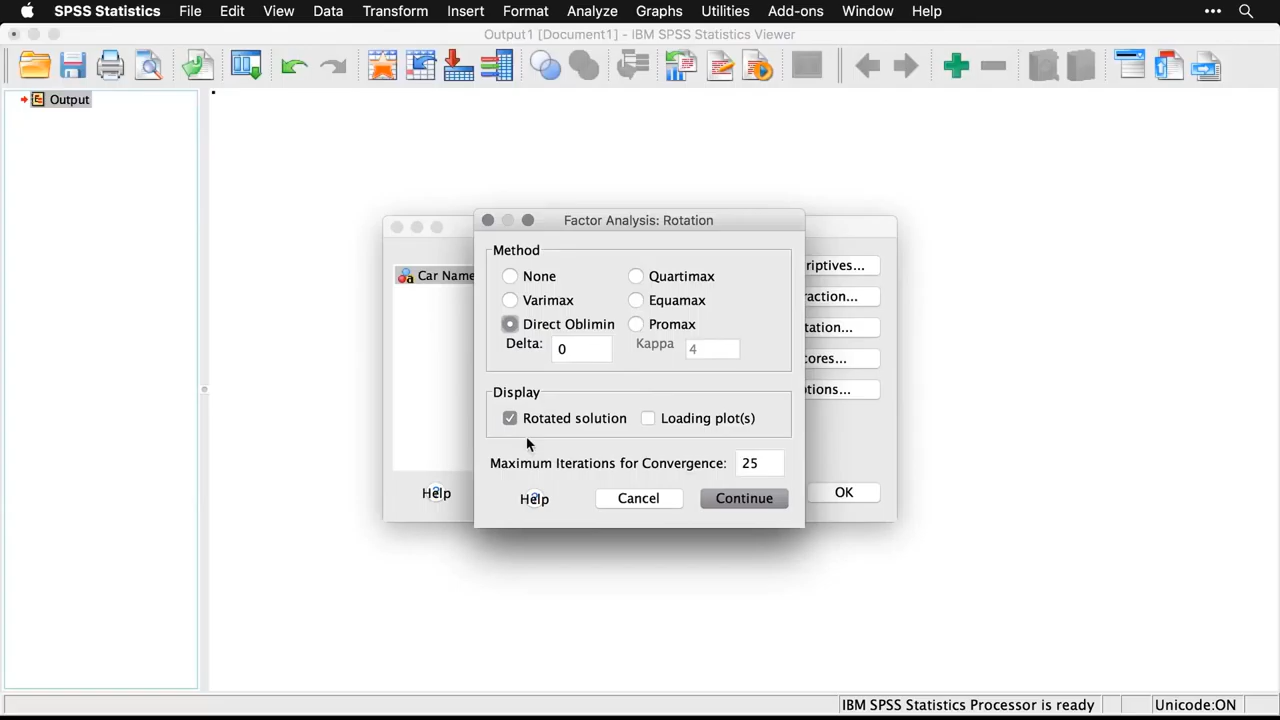 SPSS Statistics File Edit View Data Transform Insert Format Analyze Graphs Utilities Add-ons Window Help
Output1 [Document1] - IBM SPSS Statistics Viewer
Output
Factor Analysis: Rotation
Method
None
Quartimax
Varimax
Equamax
Direct Oblimin
Promax
Delta: 0
Kappa 4
Display
Rotated solution
Loading plot(s)
Maximum Iterations for Convergence: 25
Help
Cancel
Continue
Car Name
riptives...
raction...
tation...
cores...
ptions...
Help
OK
IBM SPSS Statistics Processor is ready
Unicode:ON